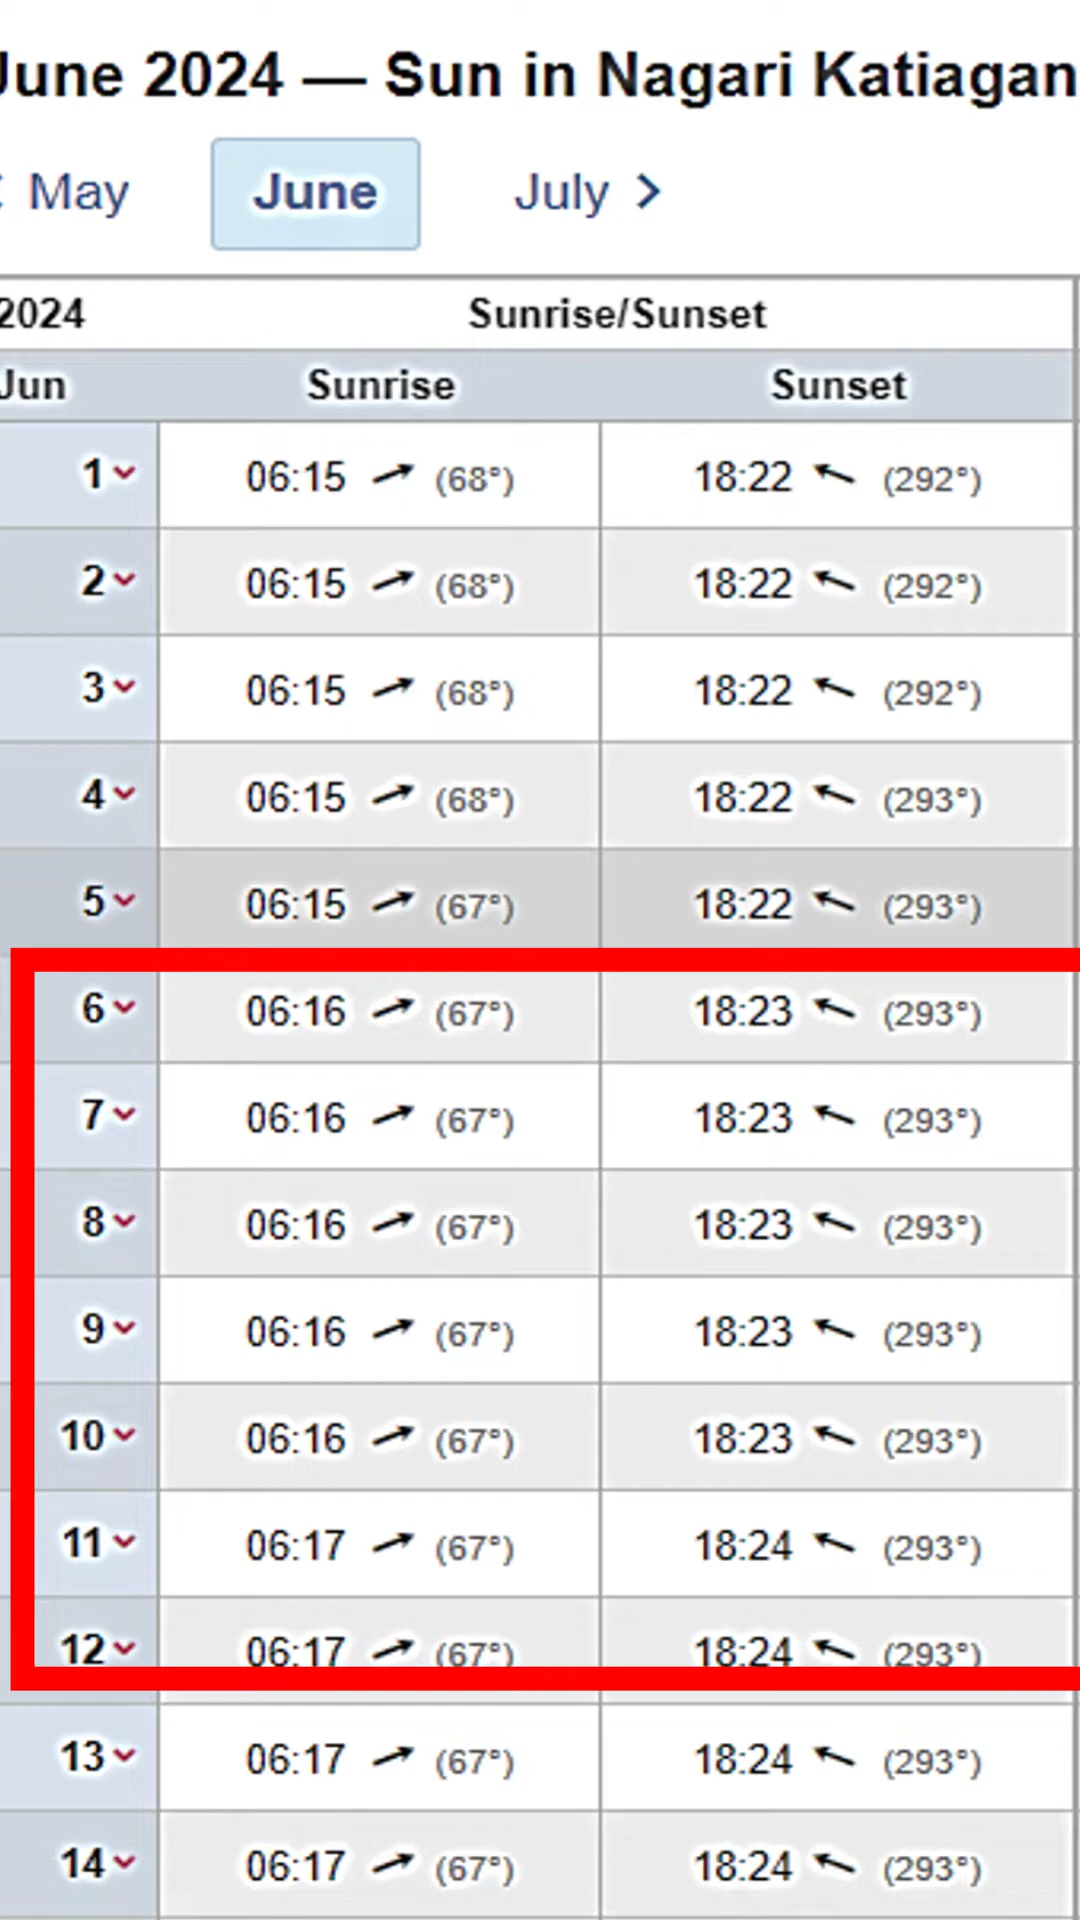 June 2024 — Sun in Nagari Katiagan
May June July >
2024 Sunrise/Sunset
Jun Sunrise Sunset
1 06:15 (68°) 18:22 (292°)
2 06:15 (68°) 18:22 (292°)
3 06:15 (68°) 18:22 (292°)
4 06:15 (68°) 18:22 (293°)
5 06:15 (67°) 18:22 (293°)
6 06:16 (67°) 18:23 (293°)
7 06:16 (67°) 18:23 (293°)
8 06:16 (67°) 18:23 (293°)
9 06:16 (67°) 18:23 (293°)
10 06:16 (67°) 18:23 (293°)
11 06:17 (67°) 18:24 (293°)
12 06:17 (67°) 18:24 (293°)
13 06:17 (67°) 18:24 (293°)
14 06:17 (67°) 18:24 (293°)